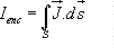 I_enc = ∫_S J⃗.ds⃗